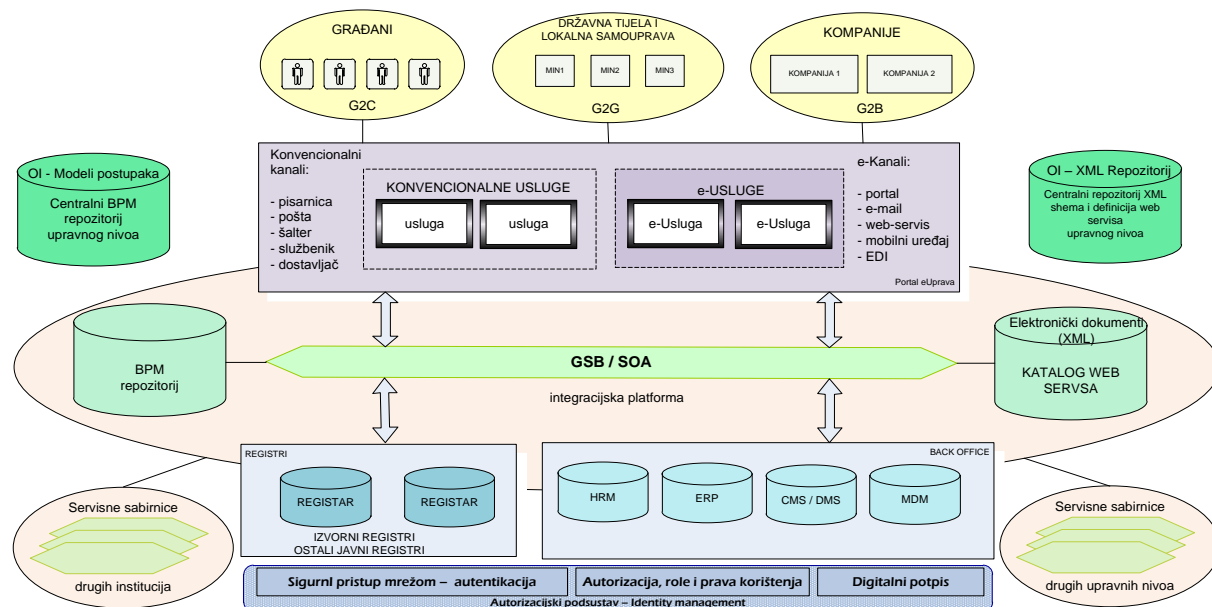 GRAĐANI
G2C
DRŽAVNA TIJELA I
LOKALNA SAMOUPRAVA
MIN1
MIN2
MIN3
G2G
KOMPANIJE
KOMPANIJA 1
KOMPANIJA 2
G2B
OI - Modeli postupaka
Centralni BPM
repozitorij
upravnog nivoa
Konvencionalni
kanali:
- pisarnica
- pošta
- šalter
- službenik
- dostavljač
KONVENCIONALNE USLUGE
usluga
usluga
e-USLUGE
e-Usluga
e-Usluga
e-Kanali:
- portal
- e-mail
- web-servis
- mobilni uređaj
- EDI
Portal eUprava
OI – XML Repozitorij
Centralni repozitorij XML
shema i definicija web
servisa
upravnog nivoa
BPM
repozitorij
GSB / SOA
integracijska platforma
Elektronički dokumenti
(XML)
KATALOG WEB
SERVSA
REGISTRI
REGISTAR
REGISTAR
IZVORNI REGISTRI
OSTALI JAVNI REGISTRI
BACK OFFICE
HRM
ERP
CMS / DMS
MDM
Servisne sabirnice
drugih institucija
Servisne sabirnice
drugih upravnih nivoa
SigurnI pristup mrežom – autentikacija
Autorizacija, role i prava korištenja
Digitalni potpis
Autorizacijski podsustav – Identity management